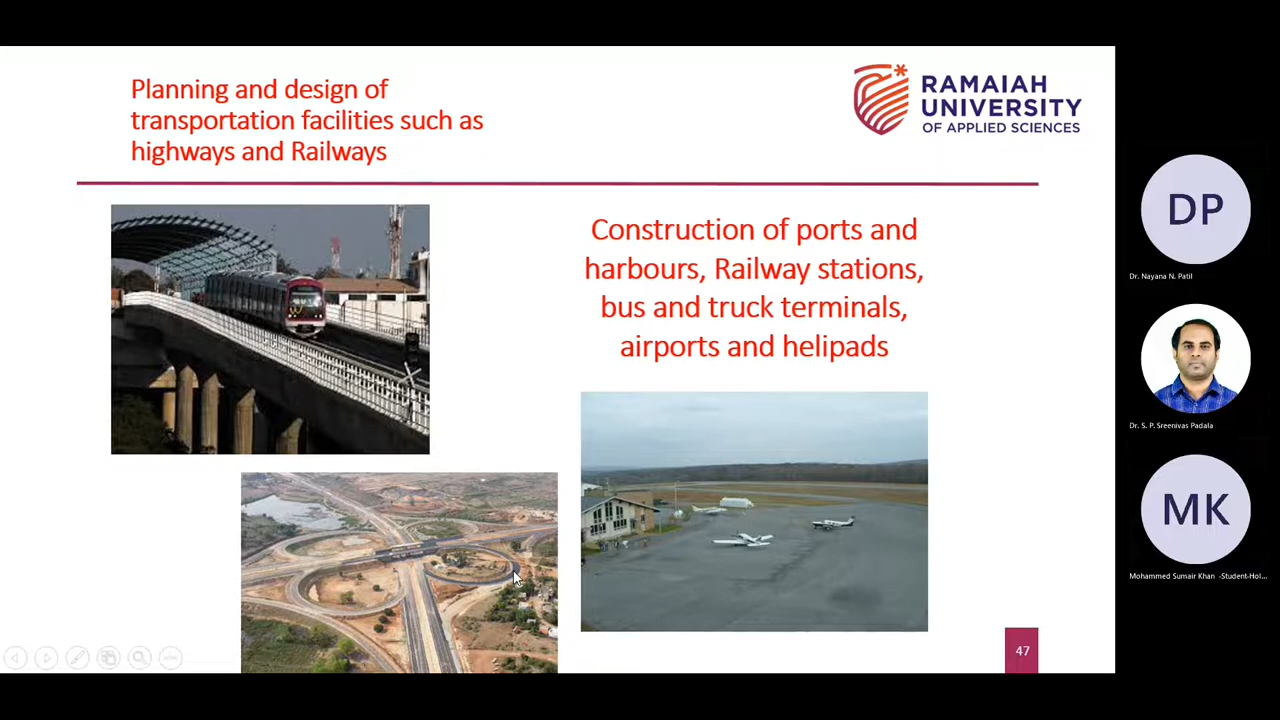 Planning and design of
transportation facilities such as
highways and Railways
RAMAIAH
UNIVERSITY
OF APPLIED SCIENCES
Construction of ports and
harbours, Railway stations,
bus and truck terminals,
airports and helipads
47
DP
Dr. Nayana N. Patil
Dr. S. P. Sreenivas Padala
MK
Mohammed Sumair Khan -Student-Hol...